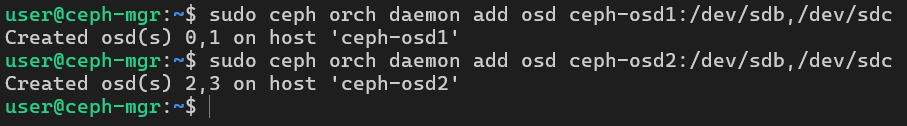 user@ceph-mgr:~$ sudo ceph orch daemon add osd ceph-osd1:/dev/sdb,/dev/sdc
Created osd(s) 0,1 on host 'ceph-osd1'
user@ceph-mgr:~$ sudo ceph orch daemon add osd ceph-osd2:/dev/sdb,/dev/sdc
Created osd(s) 2,3 on host 'ceph-osd2'
user@ceph-mgr:~$